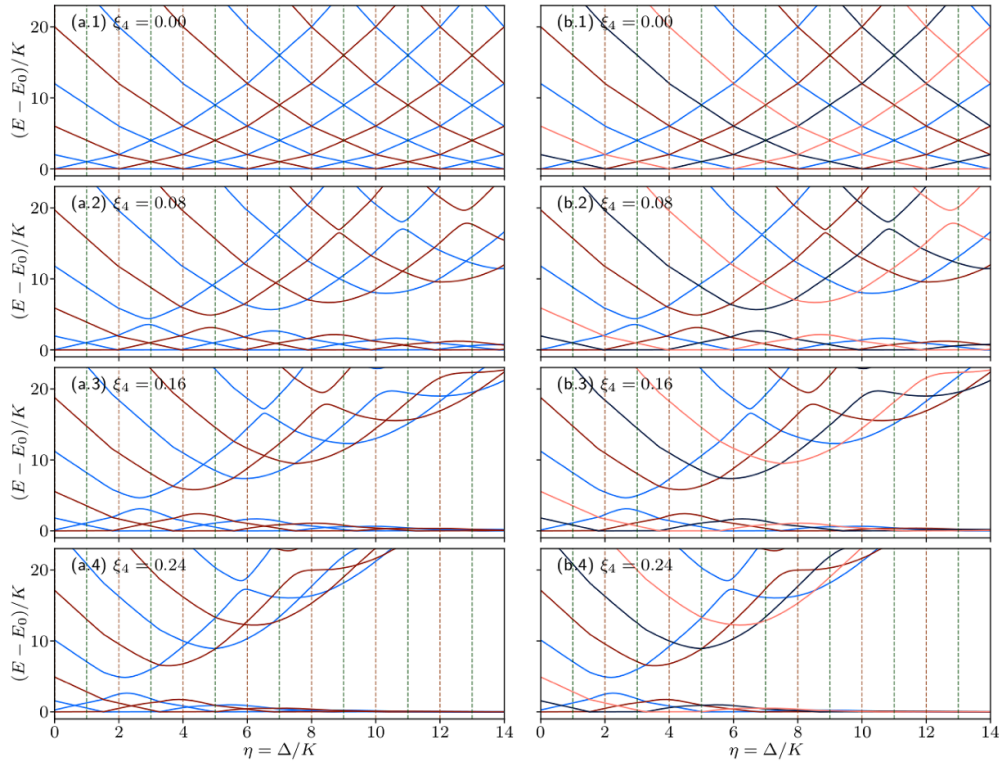 (a.1) ξ₄ = 0.00
(b.1) ξ₄ = 0.00
(E − E₀)/K
20
10
0
(a.2) ξ₄ = 0.08
(b.2) ξ₄ = 0.08
(E − E₀)/K
20
10
0
(a.3) ξ₄ = 0.16
(b.3) ξ₄ = 0.16
(E − E₀)/K
20
10
0
(a.4) ξ₄ = 0.24
(b.4) ξ₄ = 0.24
(E − E₀)/K
20
10
0
0 2 4 6 8 10 12 14
0 2 4 6 8 10 12 14
η = Δ/K
η = Δ/K